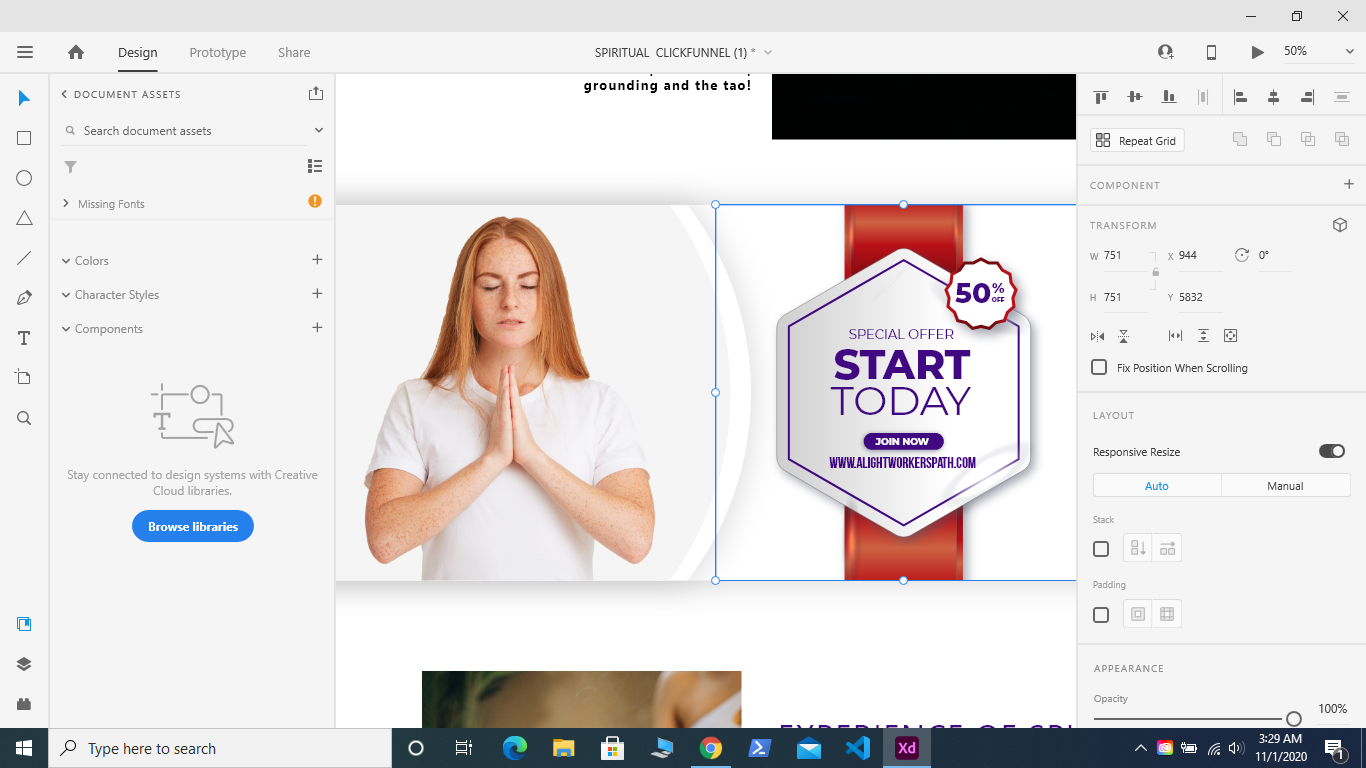 Design
Prototype
Share
SPIRITUAL CLICKFUNNEL (1) *
50%
DOCUMENT ASSETS
Search document assets
Missing Fonts
Colors
Character Styles
Components
Stay connected to design systems with Creative
Cloud libraries.
Browse libraries
grounding and the tao!
50%
OFF
SPECIAL OFFER
START
TODAY
JOIN NOW
WWW.ALIGHTWORKERSPATH.COM
Repeat Grid
COMPONENT
TRANSFORM
W 751
X 944
0°
H 751
Y 5832
Fix Position When Scrolling
LAYOUT
Responsive Resize
Auto
Manual
Stack
Padding
APPEARANCE
Opacity
100%
Type here to search
Xd
3:29 AM
11/1/2020
1